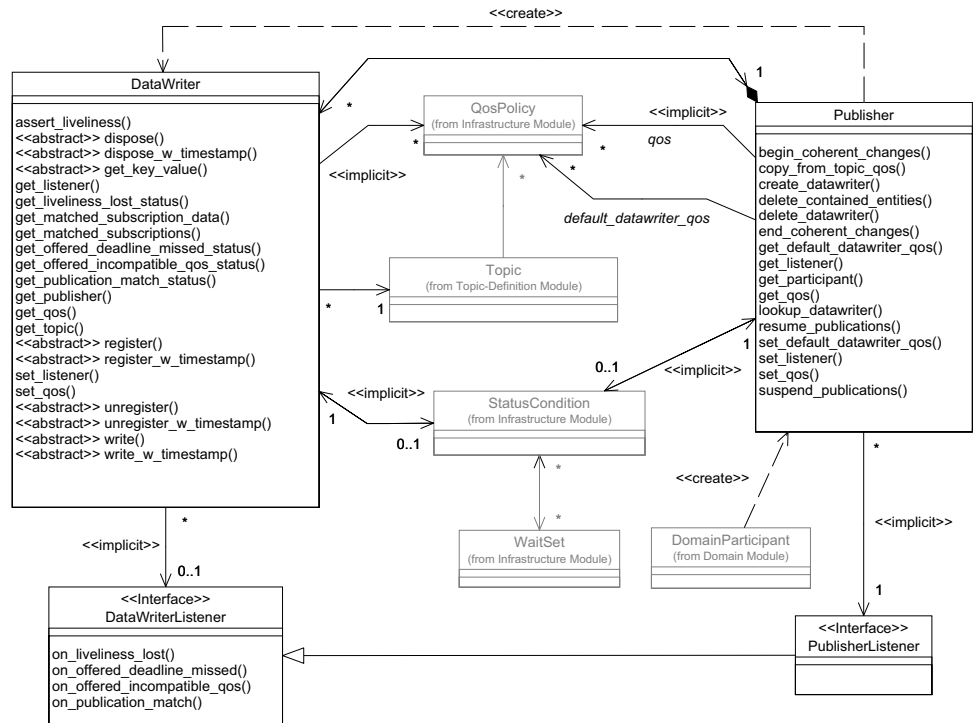 <<create>>
DataWriter
assert_liveliness()
<<abstract>> dispose()
<<abstract>> dispose_w_timestamp()
<<abstract>> get_key_value()
get_listener()
get_liveliness_lost_status()
get_matched_subscription_data()
get_matched_subscriptions()
get_offered_deadline_missed_status()
get_offered_incompatible_qos_status()
get_publication_match_status()
get_publisher()
get_qos()
get_topic()
<<abstract>> register()
<<abstract>> register_w_timestamp()
set_listener()
set_qos()
<<abstract>> unregister()
<<abstract>> unregister_w_timestamp()
<<abstract>> write()
<<abstract>> write_w_timestamp()
*
1
QosPolicy
(from Infrastructure Module)
*
*
*
*
<<implicit>>
<<implicit>>
qos
default_datawriter_qos
Publisher
begin_coherent_changes()
copy_from_topic_qos()
create_datawriter()
delete_contained_entities()
delete_datawriter()
end_coherent_changes()
get_default_datawriter_qos()
get_listener()
get_participant()
get_qos()
lookup_datawriter()
resume_publications()
set_default_datawriter_qos()
set_listener()
set_qos()
suspend_publications()
Topic
(from Topic-Definition Module)
*
1
1
0..1
<<implicit>>
<<implicit>>
StatusCondition
(from Infrastructure Module)
1
0..1
*
*
WaitSet
(from Infrastructure Module)
<<create>>
DomainParticipant
(from Domain Module)
*
<<implicit>>
1
*
<<implicit>>
0..1
<<Interface>>
DataWriterListener
on_liveliness_lost()
on_offered_deadline_missed()
on_offered_incompatible_qos()
on_publication_match()
<<Interface>>
PublisherListener